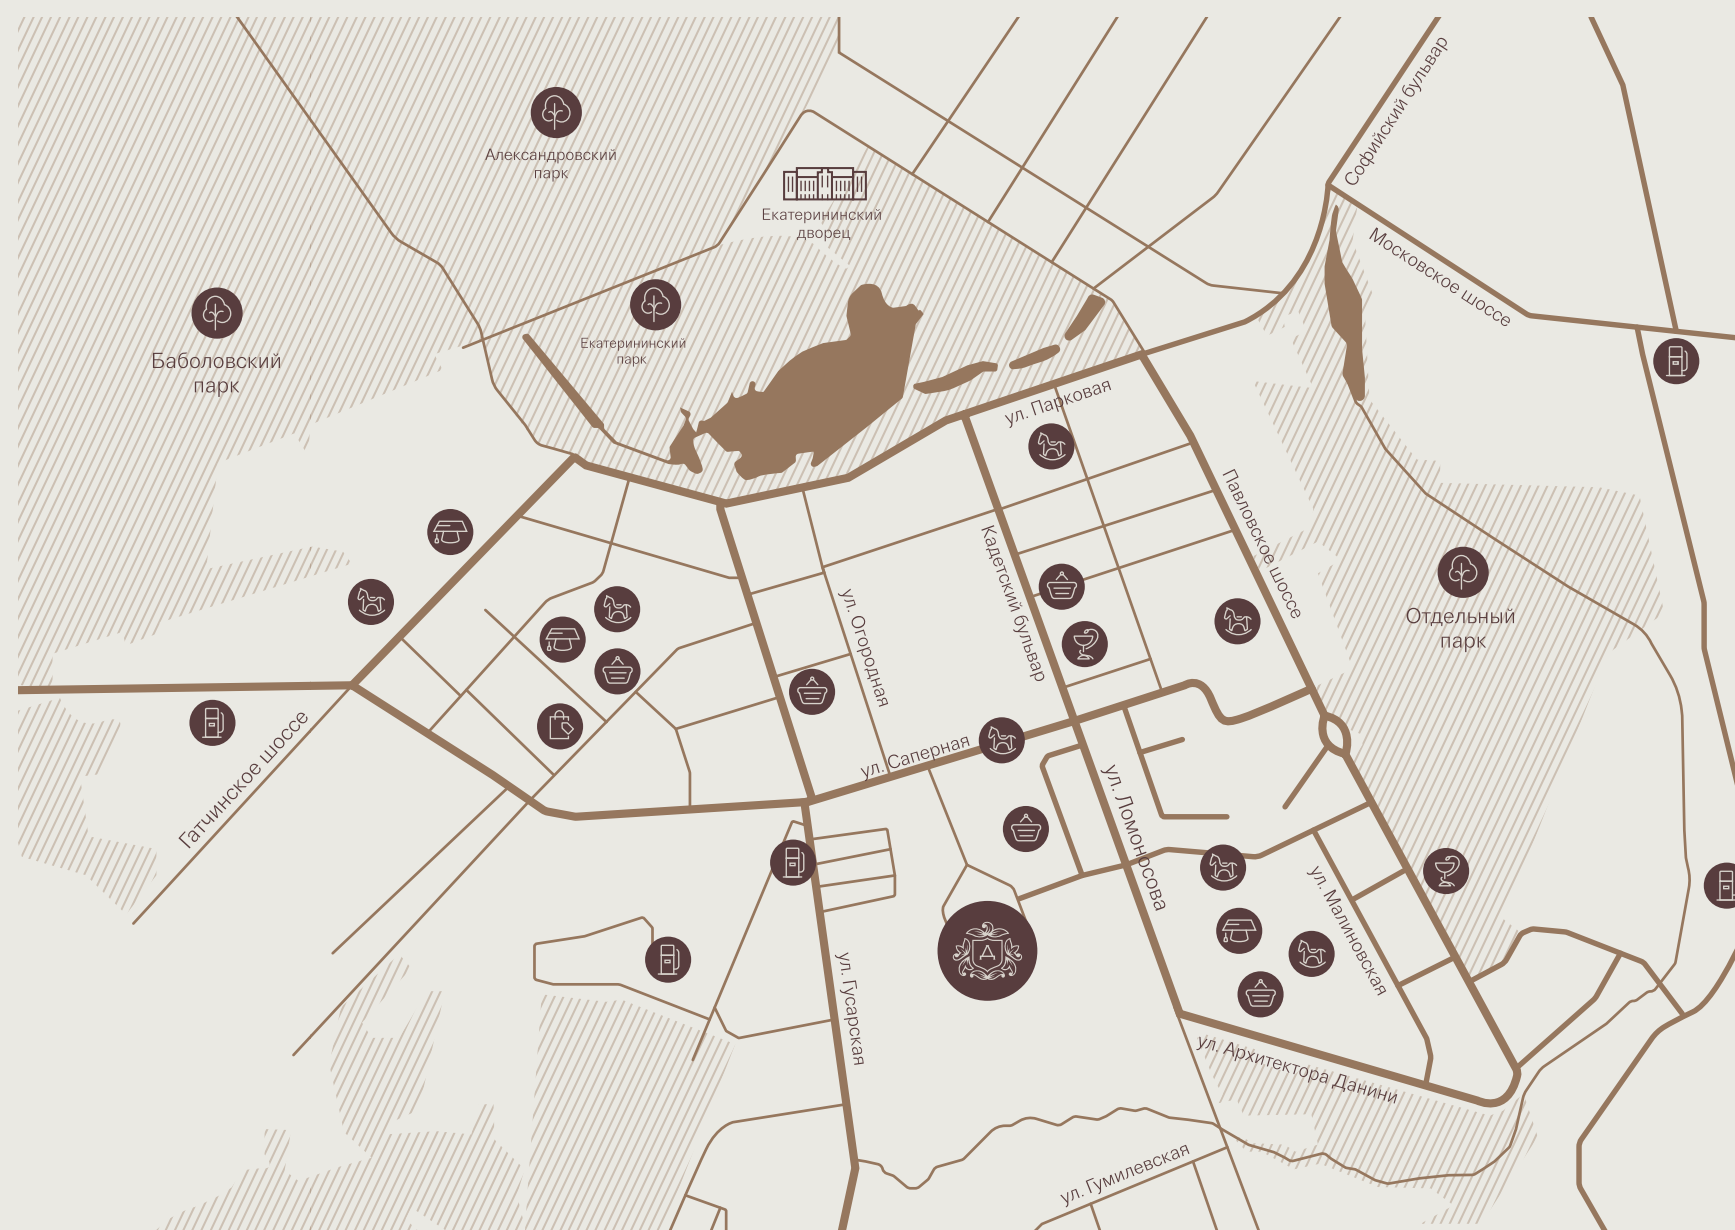 Софийский бульвар
Александровский
парк
Екатерининский
дворец
Московское шоссе
Екатерининский
парк
Баболовский
парк
ул. Парковая
Павловское шоссе
Кадетский бульвар
ул. Огородная
Отдельный
парк
Гатчинское шоссе
ул. Саперная
ул. Ломоносова
ул. Малиновская
ул. Гусарская
А
ул. Архитектора Данини
ул. Гумилевская